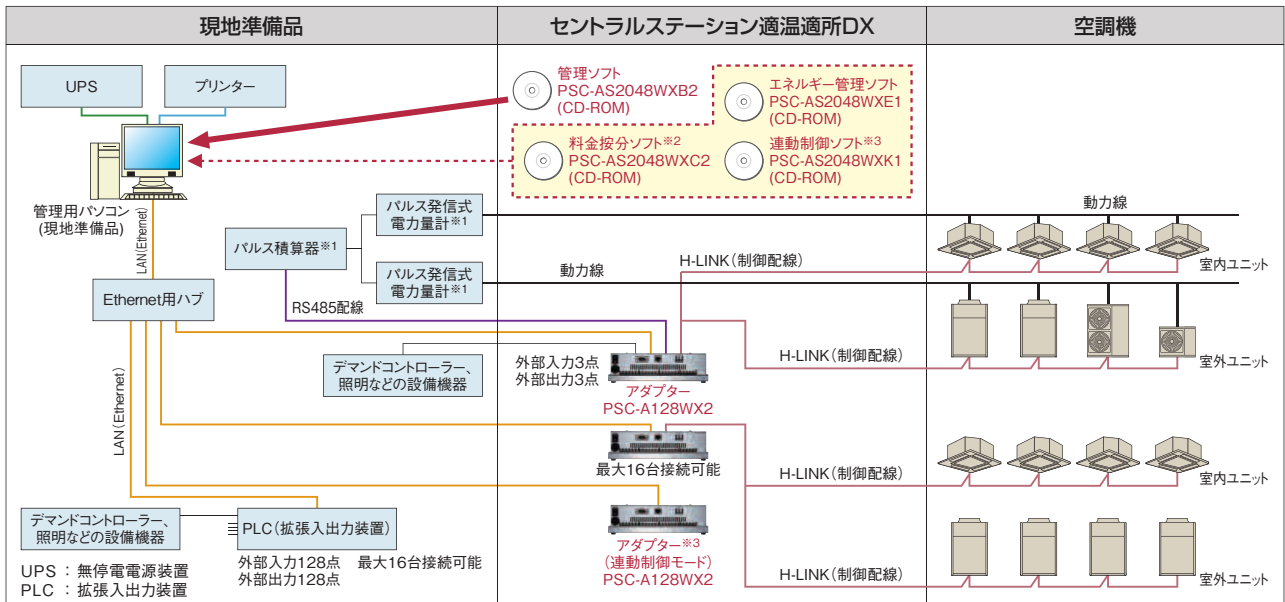 現地準備品
セントラルステーション適温適所DX
空調機
UPS
プリンター
管理ソフト
PSC-AS2048WXB2
(CD-ROM)
エネルギー管理ソフト
PSC-AS2048WXE1
(CD-ROM)
料金按分ソフト※2
PSC-AS2048WXC2
(CD-ROM)
連動制御ソフト※3
PSC-AS2048WXK1
(CD-ROM)
管理用パソコン
(現地準備品)
LAN(Ethernet)
パルス発信式
電力量計※1
動力線
パルス積算器※1
パルス発信式
電力量計※1
動力線
H-LINK(制御配線)
室内ユニット
Ethernet用ハブ
RS485配線
デマンドコントローラー、
照明などの設備機器
外部入力3点
外部出力3点
H-LINK(制御配線)
室外ユニット
アダプター
PSC-A128WX2
LAN(Ethernet)
最大16台接続可能
H-LINK(制御配線)
室内ユニット
デマンドコントローラー、
照明などの設備機器
PLC(拡張入出力装置)
外部入力128点 最大16台接続可能
外部出力128点
アダプター※3
(連動制御モード)
PSC-A128WX2
H-LINK(制御配線)
室外ユニット
UPS : 無停電電源装置
PLC : 拡張入出力装置